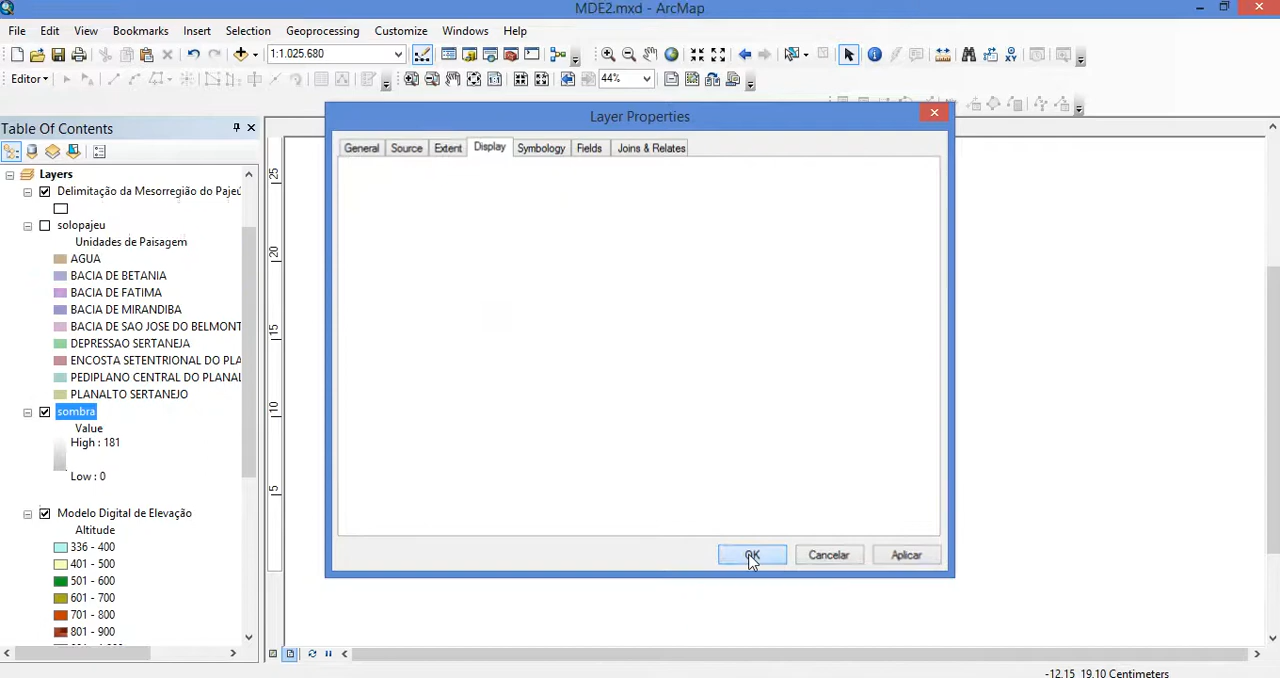 MDE2.mxd - ArcMap
File Edit View Bookmarks Insert Selection Geoprocessing Customize Windows Help
1:1.025.680
Editor
44%
Table Of Contents
Layers
Delimitação da Mesorregião do Pajeú
solopajeu
Unidades de Paisagem
AGUA
BACIA DE BETANIA
BACIA DE FATIMA
BACIA DE MIRANDIBA
BACIA DE SAO JOSE DO BELMONT
DEPRESSAO SERTANEJA
ENCOSTA SETENTRIONAL DO PLA
PEDIPLANO CENTRAL DO PLANAL
PLANALTO SERTANEJO
sombra
Value
High : 181
Low : 0
Modelo Digital de Elevação
Altitude
336 - 400
401 - 500
501 - 600
601 - 700
701 - 800
801 - 900
25
20
15
10
5
Layer Properties
General Source Extent Display Symbology Fields Joins & Relates
OK Cancelar Aplicar
-12,15 19,10 Centimeters